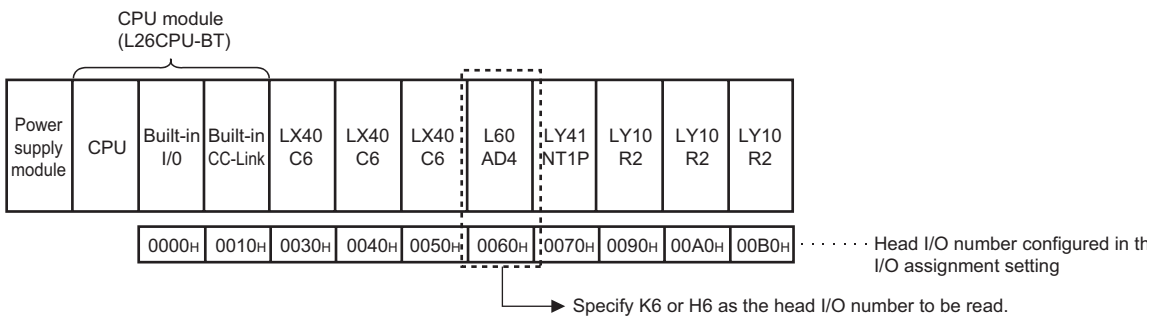 CPU module
(L26CPU-BT)
Power
supply
module
CPU
Built-in
I/0
Built-in
CC-Link
LX40
C6
LX40
C6
LX40
C6
L60
AD4
LY41
NT1P
LY10
R2
LY10
R2
LY10
R2
0000H 0010H 0030H 0040H 0050H 0060H 0070H 0090H 00A0H 00B0H
Head I/O number configured in th
I/O assignment setting
Specify K6 or H6 as the head I/O number to be read.